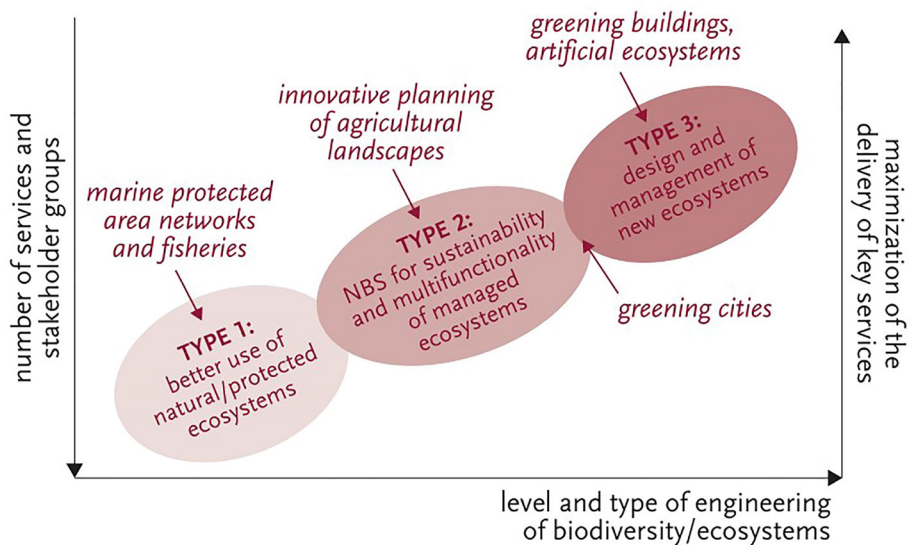 greening buildings,
artificial ecosystems
innovative planning
of agricultural
landscapes
marine protected
area networks
and fisheries
TYPE 1:
better use of
natural/protected
ecosystems
TYPE 2:
NBS for sustainability
and multifunctionality
of managed
ecosystems
TYPE 3:
design and
management of
new ecosystems
greening cities
number of services and
stakeholder groups
maximization of the
delivery of key services
level and type of engineering
of biodiversity/ecosystems